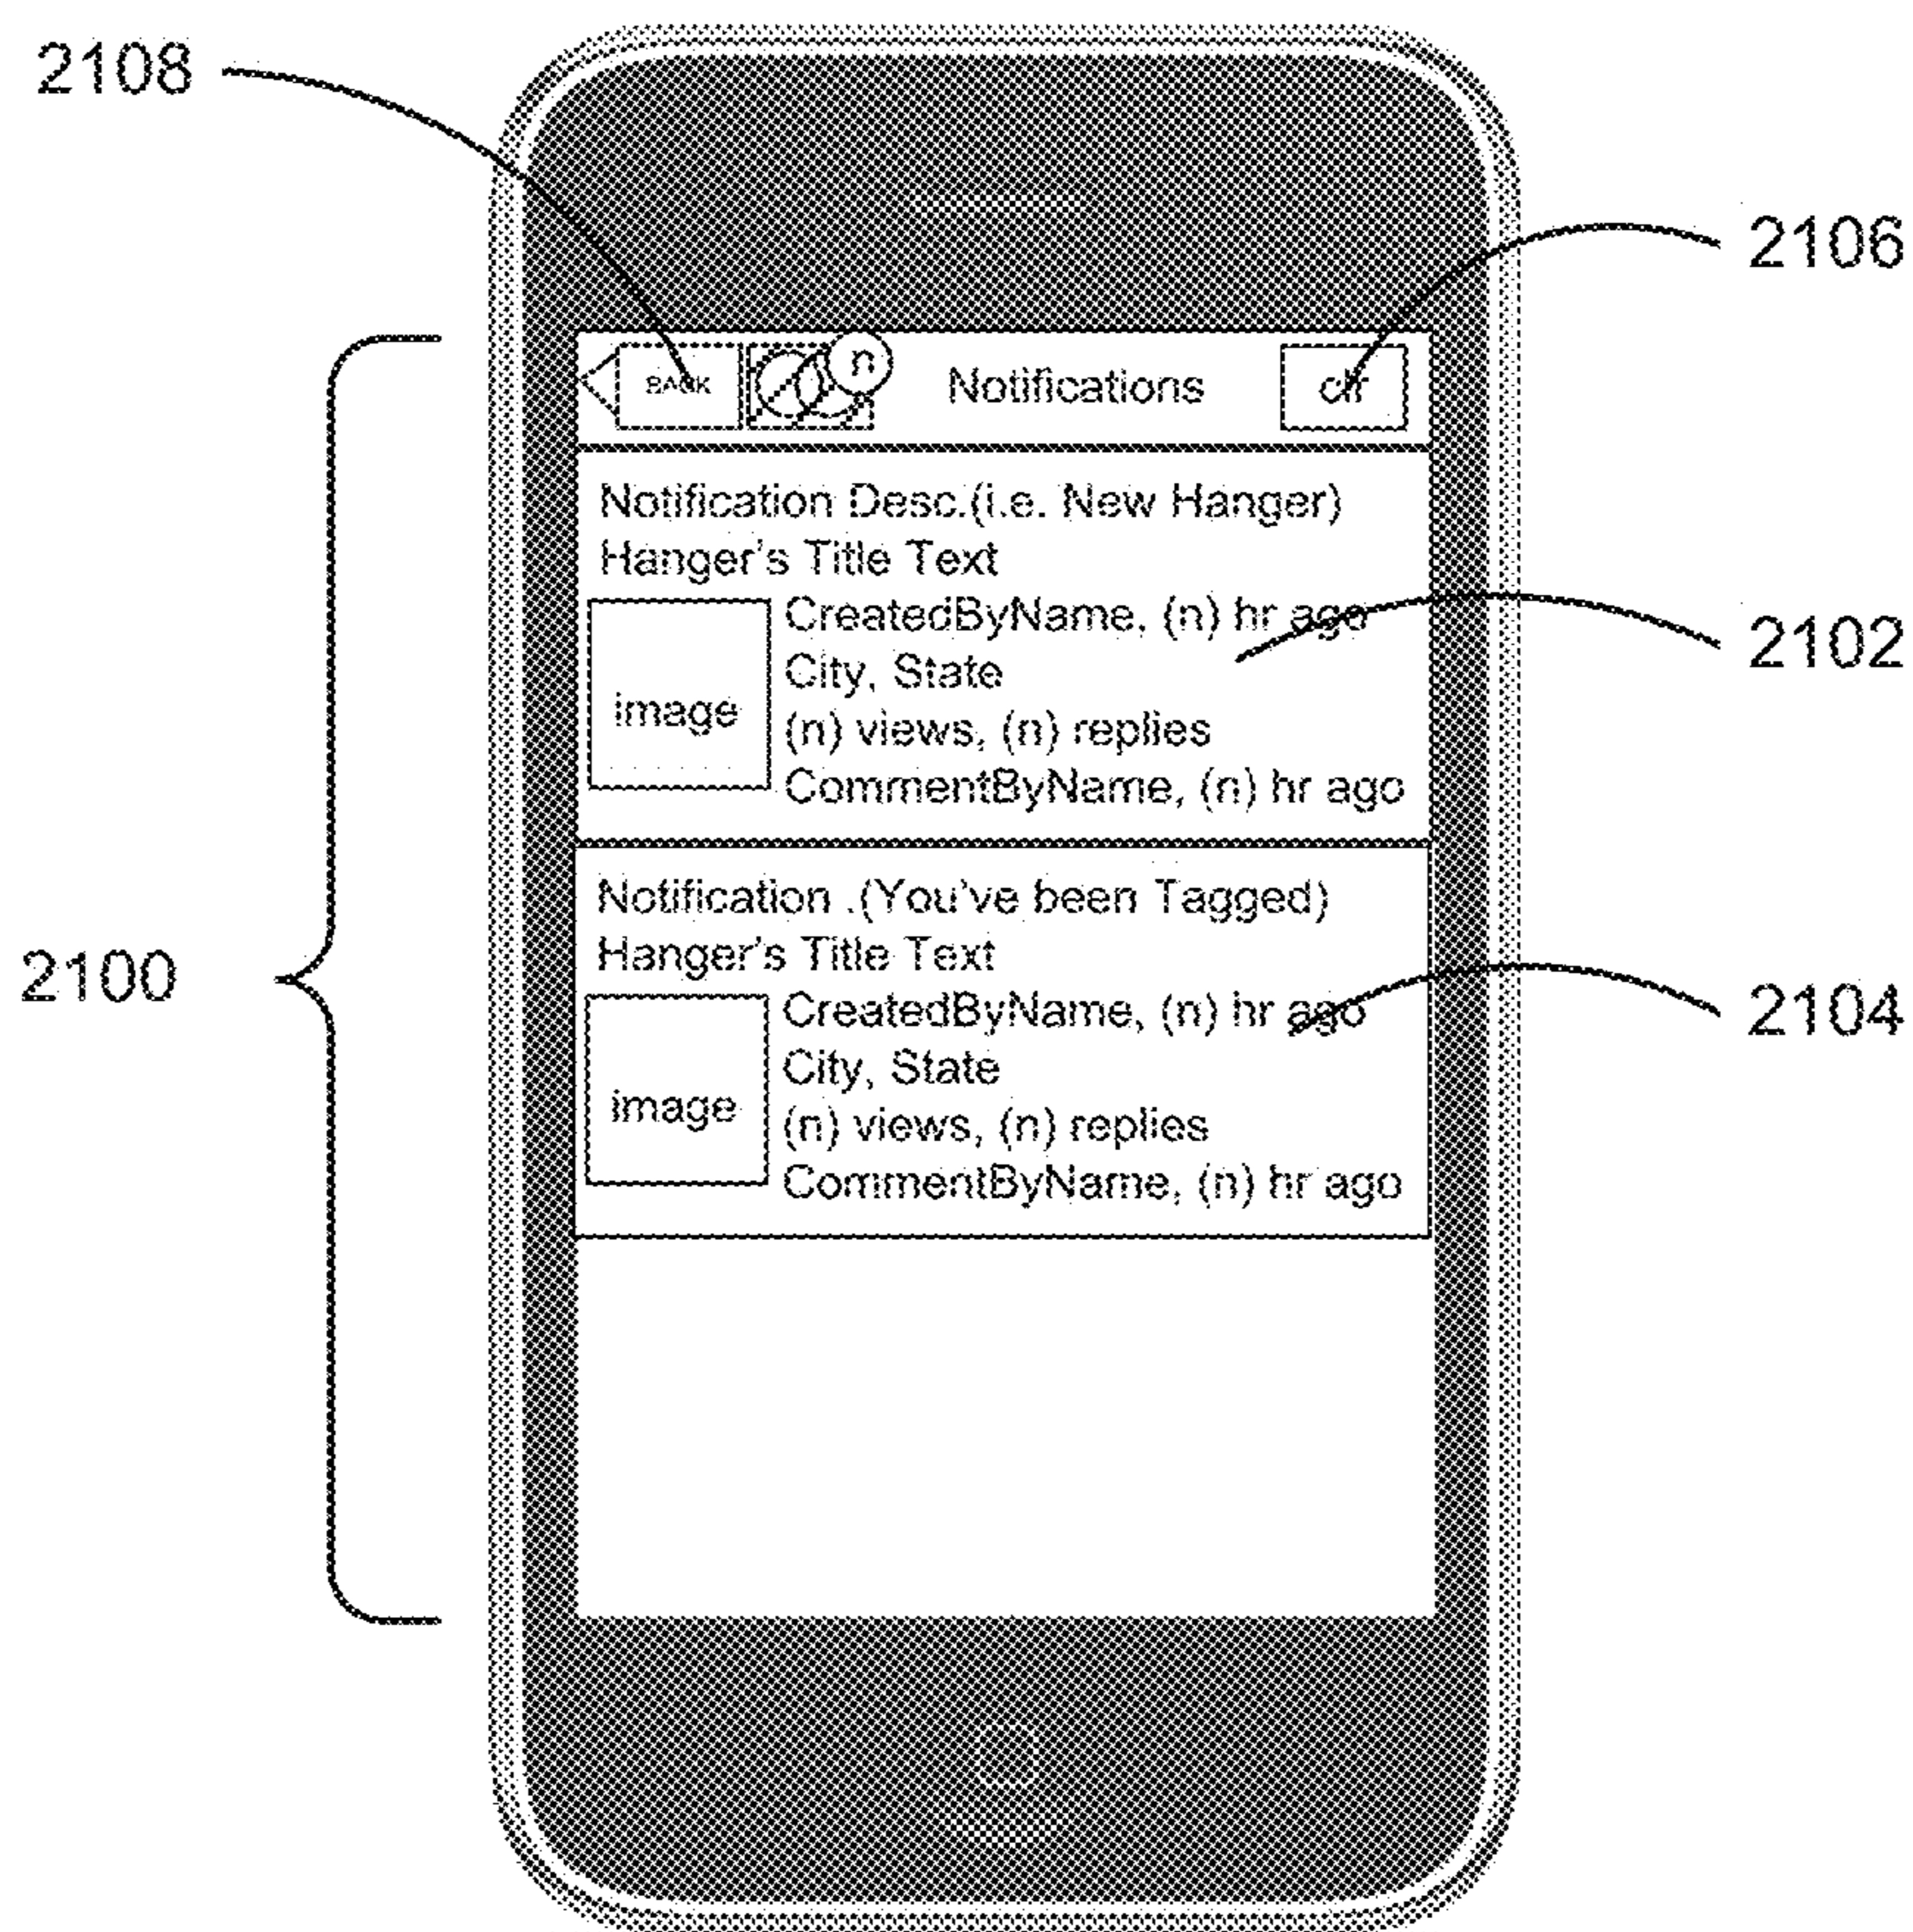 2108
2106
BACK n Notifications clr
Notification Desc.(i.e. New Hanger)
Hanger's Title Text
CreatedByName, (n) hr ago
2102
City, State
image
(n) views, (n) replies
CommentByName, (n) hr ago
Notification .(You've been Tagged)
Hanger's Title Text
2100
CreatedByName, (n) hr ago
2104
City, State
image
(n) views, (n) replies
CommentByName, (n) hr ago